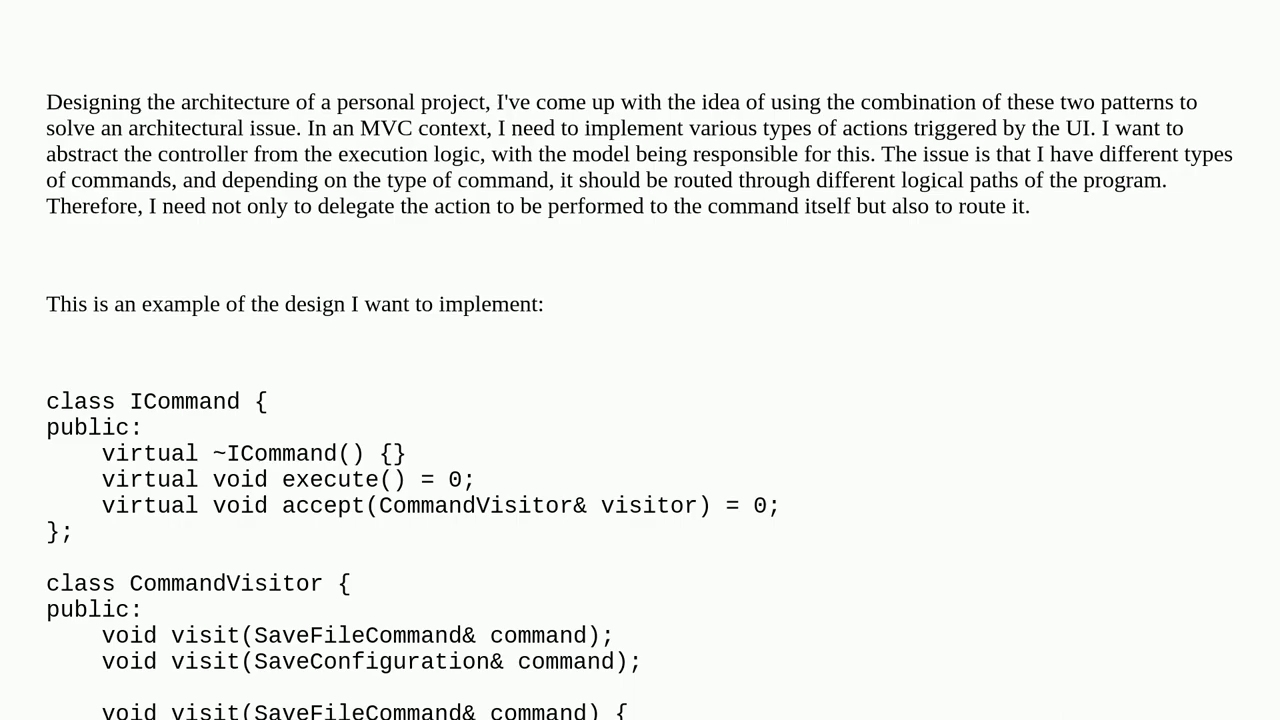 Designing the architecture of a personal project, I've come up with the idea of using the combination of these two patterns to
solve an architectural issue. In an MVC context, I need to implement various types of actions triggered by the UI. I want to
abstract the controller from the execution logic, with the model being responsible for this. The issue is that I have different types
of commands, and depending on the type of command, it should be routed through different logical paths of the program.
Therefore, I need not only to delegate the action to be performed to the command itself but also to route it.
This is an example of the design I want to implement:
class ICommand {
public:
    virtual ~ICommand() {}
    virtual void execute() = 0;
    virtual void accept(CommandVisitor& visitor) = 0;
};
class CommandVisitor {
public:
    void visit(SaveFileCommand& command);
    void visit(SaveConfiguration& command);
    void visit(SaveFileCommand& command) {